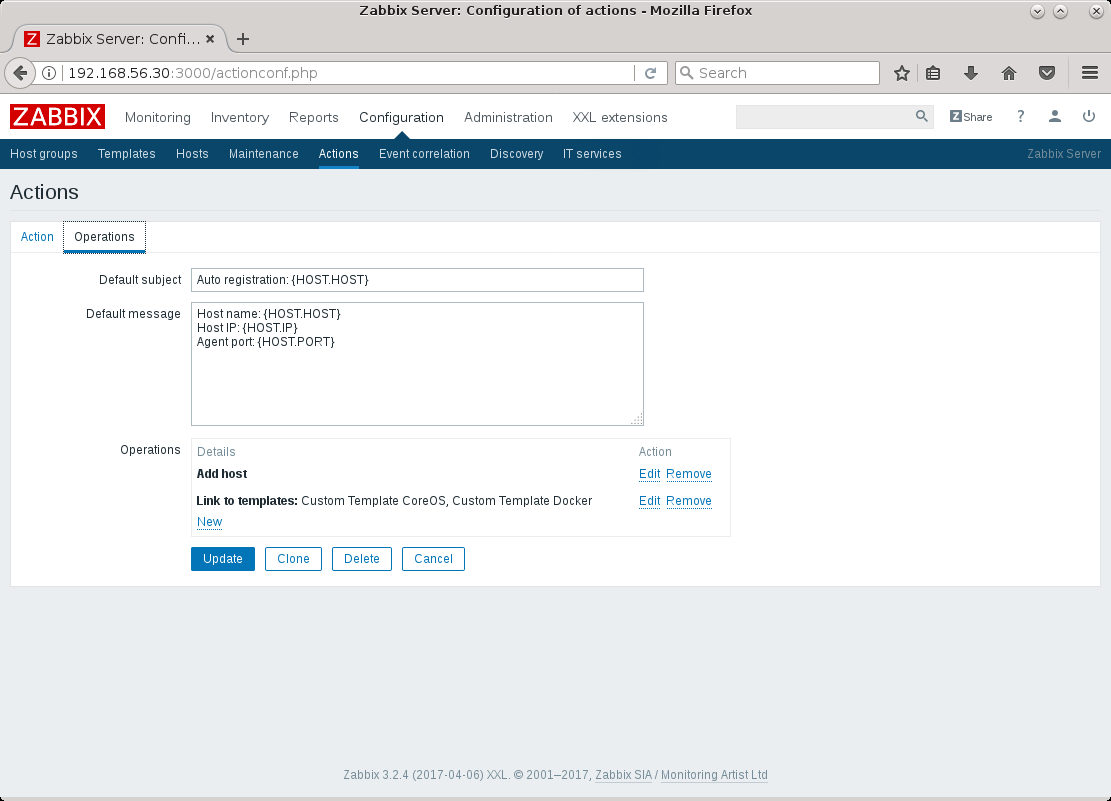 Zabbix Server: Configuration of actions - Mozilla Firefox
Z Zabbix Server: Confi... × +
192.168.56.30:3000/actionconf.php
Search
ZABBIX Monitoring Inventory Reports Configuration Administration XXL extensions Z Share ?
Host groups Templates Hosts Maintenance Actions Event correlation Discovery IT services Zabbix Server
Actions
Action Operations
Default subject Auto registration: {HOST.HOST}
Default message Host name: {HOST.HOST}
Host IP: {HOST.IP}
Agent port: {HOST.PORT}
Operations Details Action
Add host Edit Remove
Link to templates: Custom Template CoreOS, Custom Template Docker Edit Remove
New
Update Clone Delete Cancel
Zabbix 3.2.4 (2017-04-06) XXL. © 2001–2017, Zabbix SIA / Monitoring Artist Ltd